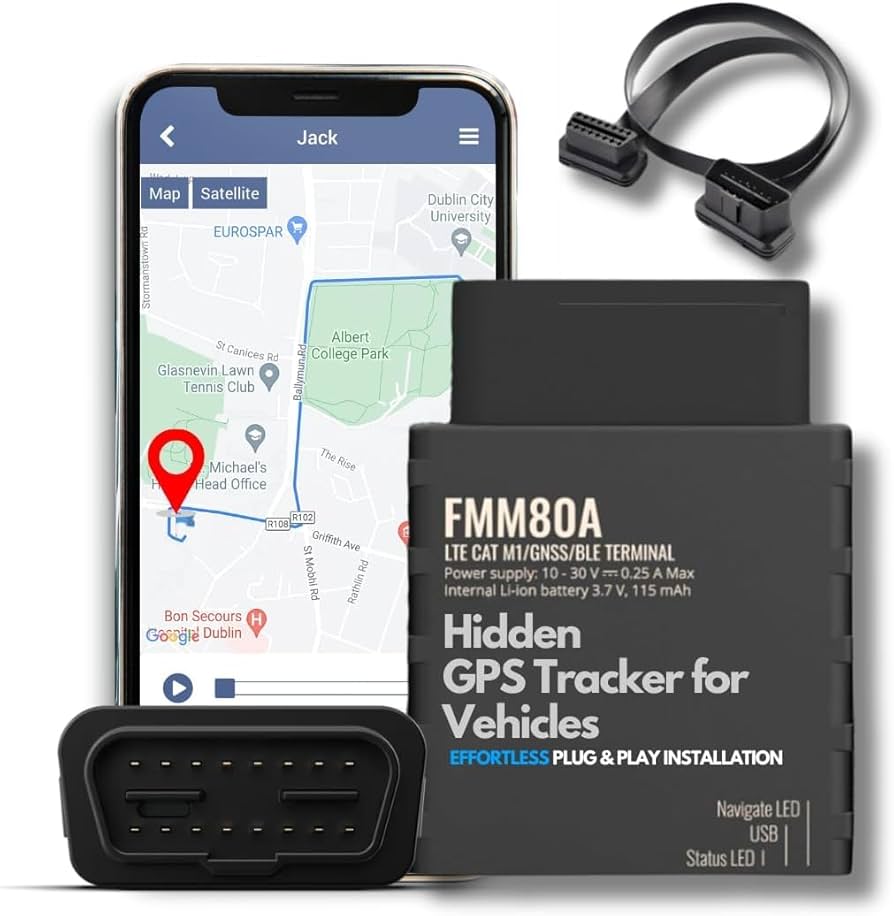 Jack
Map
Satellite
Dublin City
University
EUROSPAR
Stormanstown Rd
St Canices Rd
Ballymun Rd
Albert
College Park
Glasnevin Lawn
Tennis Club
Michael's
Head Office
The Rise
R108
R102
Griffith Ave
St Mobhi Rd
Rathlin Rd
Bon Secours
Dublin
Google
FMM80A
LTE CAT M1/GNSS/BLE TERMINAL
Power supply: 10 - 30 V ⎓ 0.25 A Max
Internal Li-ion battery 3.7 V, 115 mAh
Hidden
GPS Tracker for
Vehicles
EFFORTLESS PLUG & PLAY INSTALLATION
Navigate LED
USB
Status LED